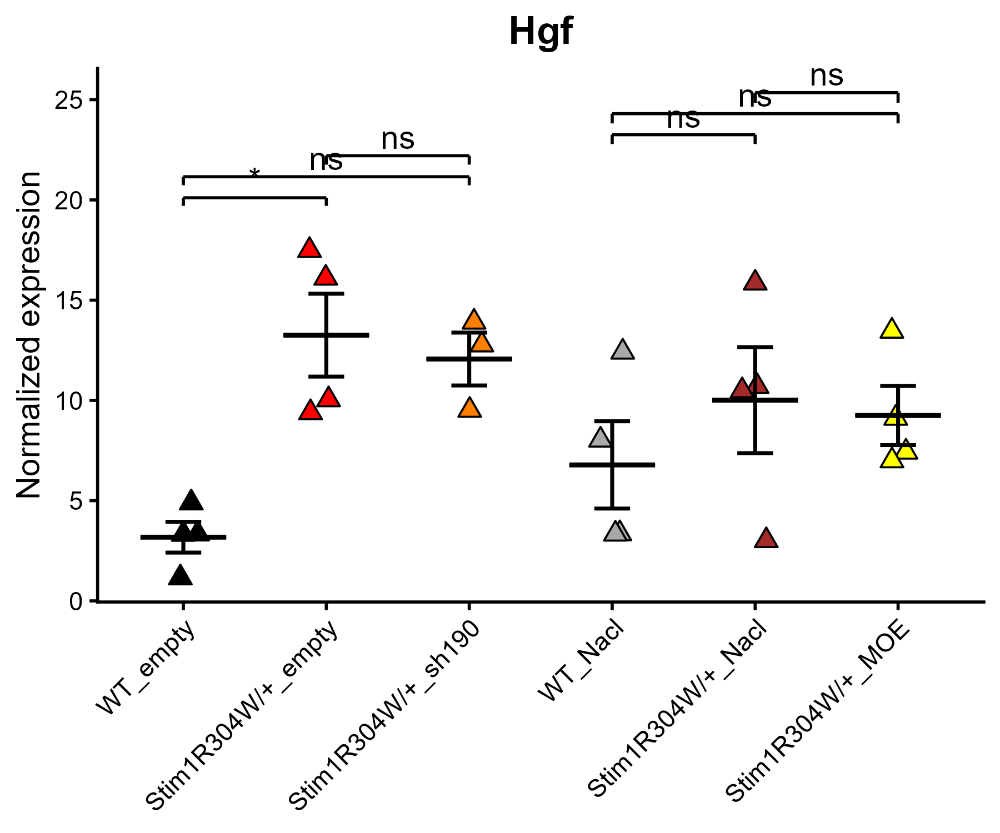 Hgf
ns
ns
ns
ns
ns
*
Normalized expression
25
20
15
10
5
0
WT_empty
Stim1R304W/+_empty
Stim1R304W/+_sh190
WT_Nacl
Stim1R304W/+_Nacl
Stim1R304W/+_MOE